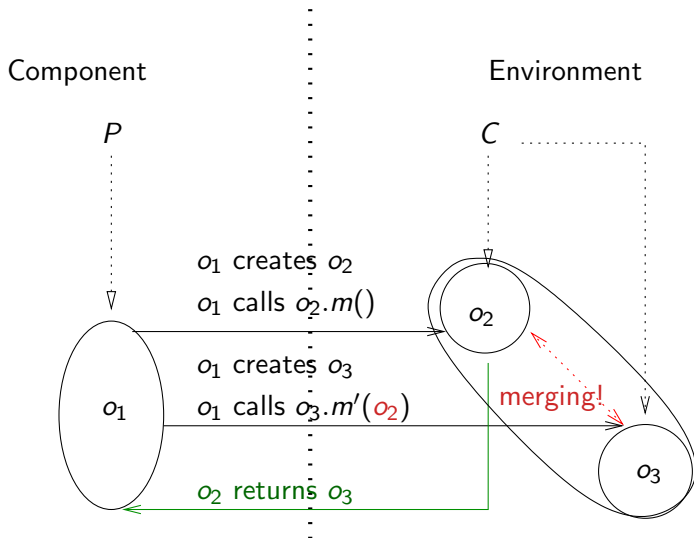 Component
Environment
P
C
o₁ creates o₂
o₁ calls o₂.m()
o₂
o₁ creates o₃
merging!
o₁
o₁ calls o₃.m′(o₂)
o₃
o₂ returns o₃